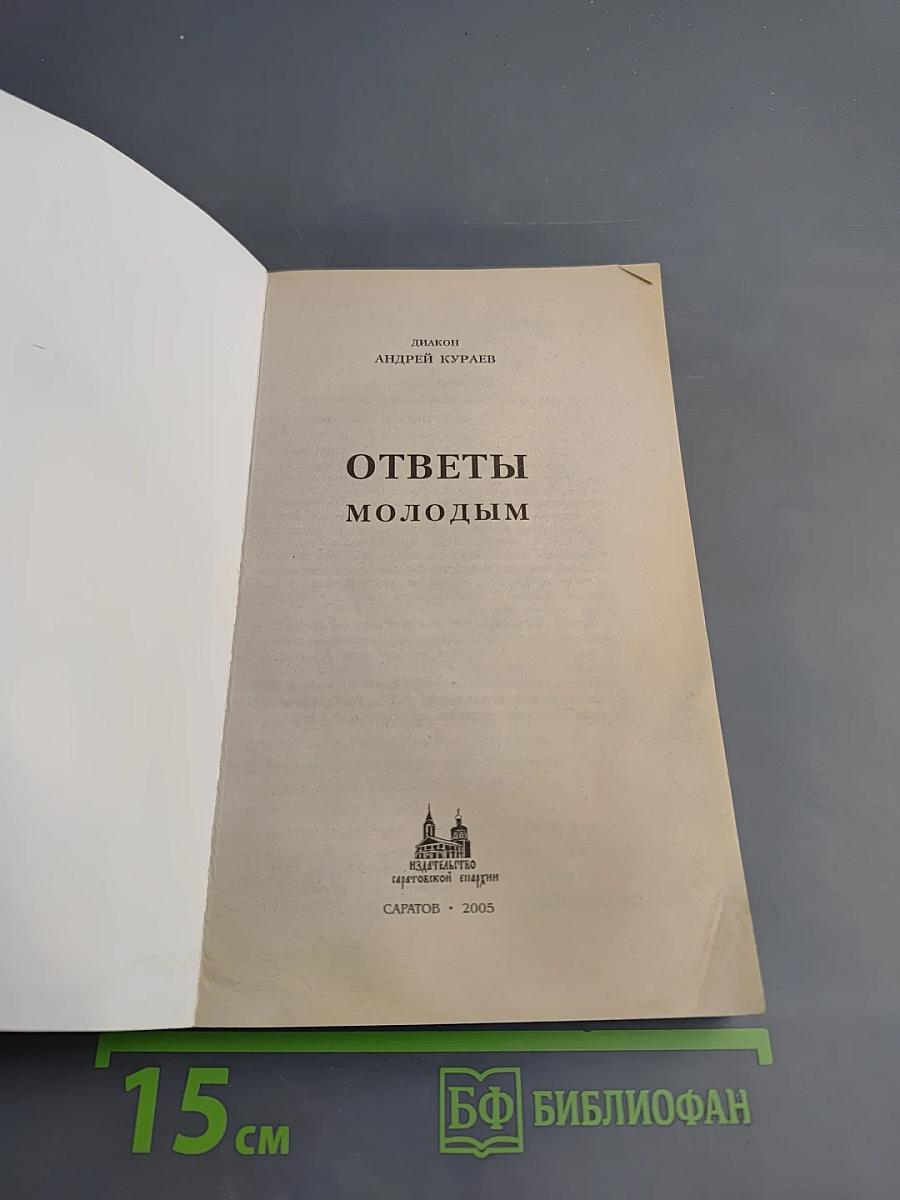 ДИАКОН
АНДРЕЙ КУРАЕВ
ОТВЕТЫ
МОЛОДЫМ
ИЗДАТЕЛЬСТВО
САРАТОВСКОЙ ЕПАРХИИ
САРАТОВ • 2005
15 см
БФ БИБЛИОФАН